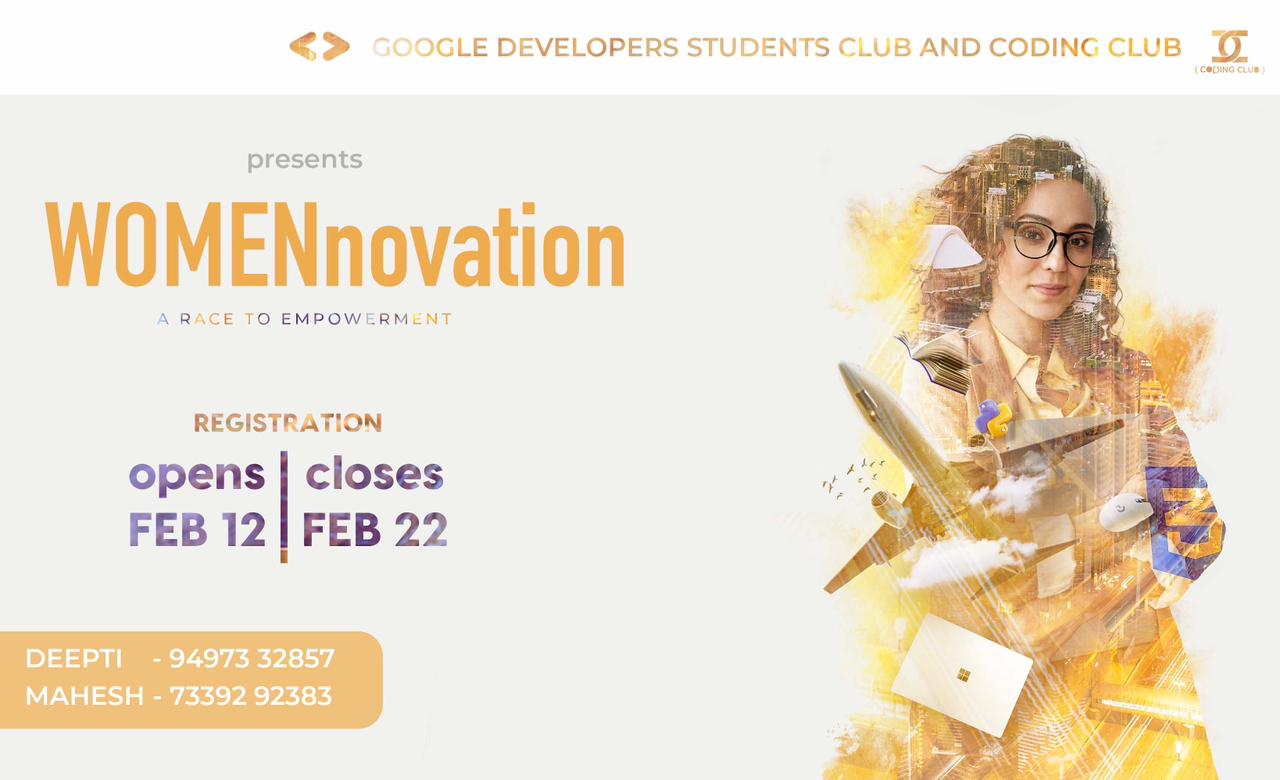 GOOGLE DEVELOPERS STUDENTS CLUB AND CODING CLUB
( CODING CLUB )
presents
WOMENnovation
A RACE TO EMPOWERMENT
REGISTRATION
opens | closes
FEB 12 | FEB 22
DEEPTI - 94973 32857
MAHESH - 73392 92383